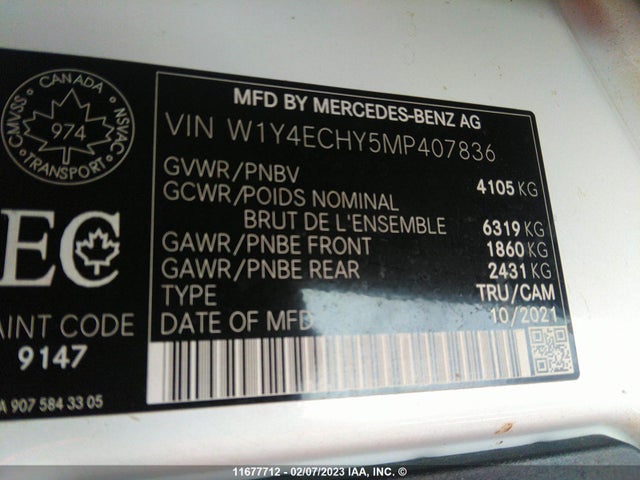 CANADA
CMVSS 974 NSVAC
TRANSPORT
EC
AINT CODE
9147
A 907 584 33 05
MFD BY MERCEDES-BENZ AG
VIN W1Y4ECHY5MP407836
GVWR/PNBV 4105 KG
GCWR/POIDS NOMINAL
BRUT DE L'ENSEMBLE 6319 KG
GAWR/PNBE FRONT 1860 KG
GAWR/PNBE REAR 2431 KG
TYPE TRU/CAM
DATE OF MFD 10/2021
11677712 - 02/07/2023 IAA, INC. ©